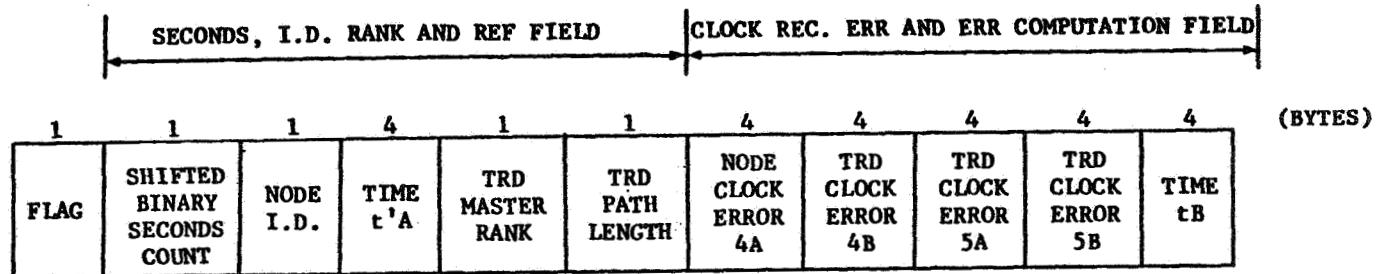 SECONDS, I.D. RANK AND REF FIELD
CLOCK REC. ERR AND ERR COMPUTATION FIELD
1 1 1 4 1 1 4 4 4 4 4 (BYTES)
FLAG
SHIFTED
BINARY
SECONDS
COUNT
NODE
I.D.
TIME
t'A
TRD
MASTER
RANK
TRD
PATH
LENGTH
NODE
CLOCK
ERROR
4A
TRD
CLOCK
ERROR
4B
TRD
CLOCK
ERROR
5A
TRD
CLOCK
ERROR
5B
TIME
tB